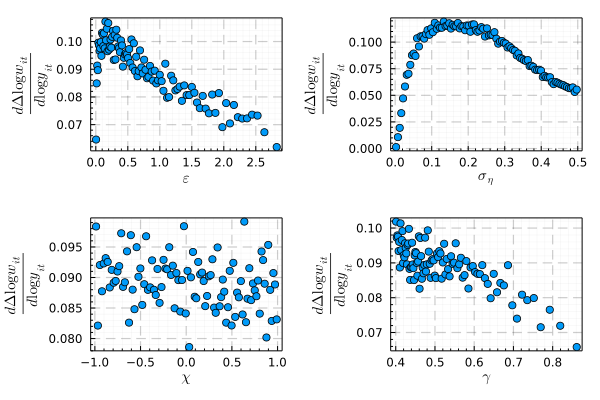 dΔlogw_it
dlogy_it
0.10
0.09
0.08
0.07
0.0 0.5 1.0 1.5 2.0 2.5
ε
dΔlogw_it
dlogy_it
0.100
0.075
0.050
0.025
0.000
0.0 0.1 0.2 0.3 0.4 0.5
σ_η
dΔlogw_it
dlogy_it
0.095
0.090
0.085
0.080
−1.0 −0.5 0.0 0.5 1.0
χ
dΔlogw_it
dlogy_it
0.10
0.09
0.08
0.07
0.4 0.5 0.6 0.7 0.8
γ